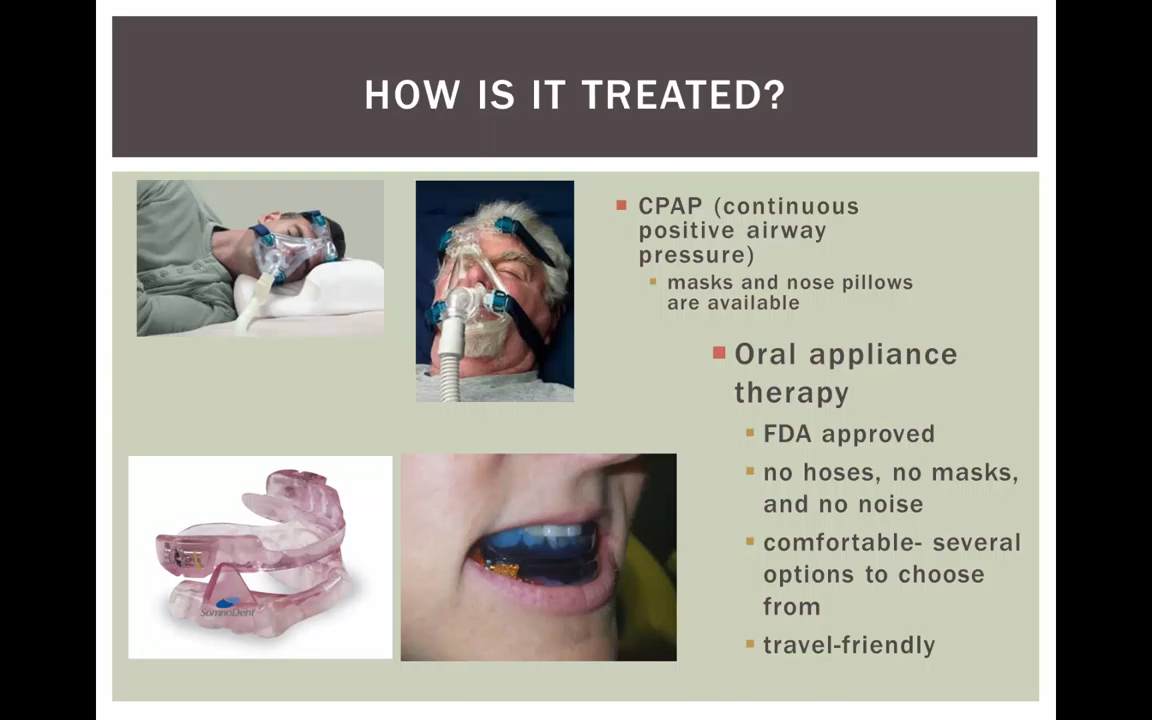 HOW IS IT TREATED?
CPAP (continuous
positive airway
pressure)
masks and nose pillows
are available
Oral appliance
therapy
FDA approved
no hoses, no masks,
and no noise
comfortable- several
options to choose
from
travel-friendly
SomnoDent